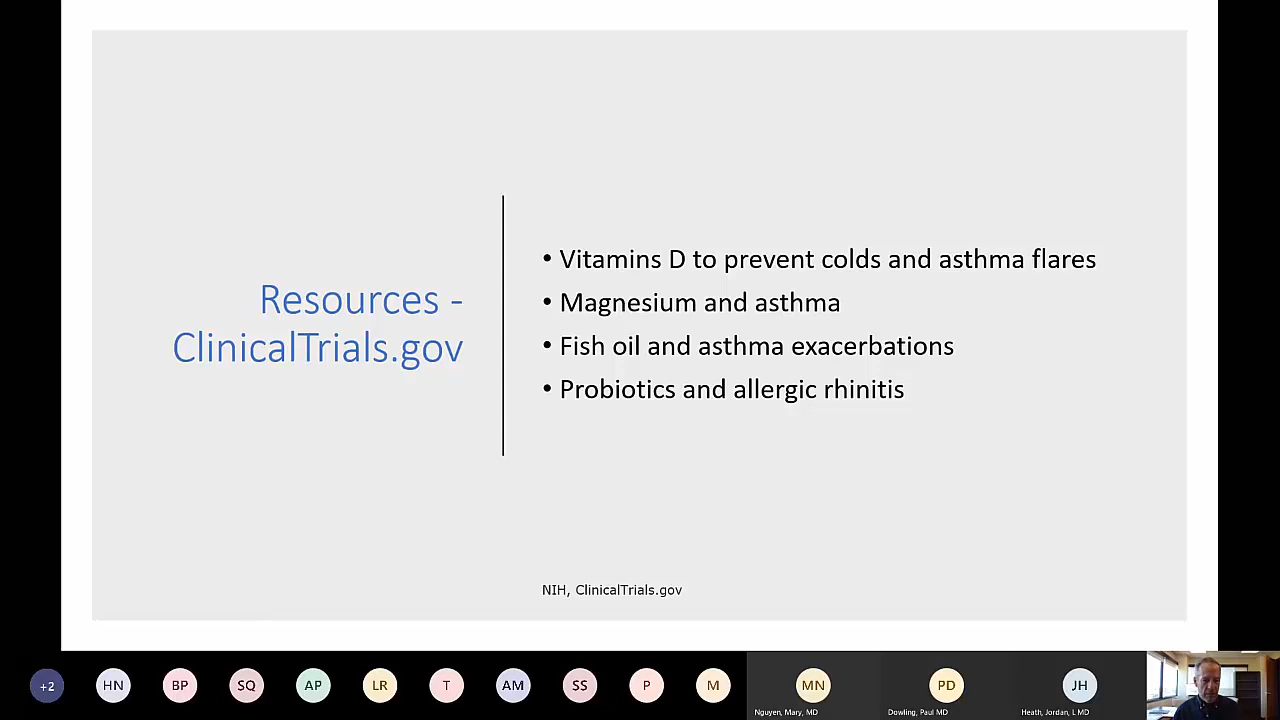 Resources -
ClinicalTrials.gov
• Vitamins D to prevent colds and asthma flares
• Magnesium and asthma
• Fish oil and asthma exacerbations
• Probiotics and allergic rhinitis
NIH, ClinicalTrials.gov
+2
HN
BP
SQ
AP
LR
T
AM
SS
P
M
MN
PD
JH
Nguyen, Mary, MD
Dowling, Paul MD
Heath, Jordan, L MD